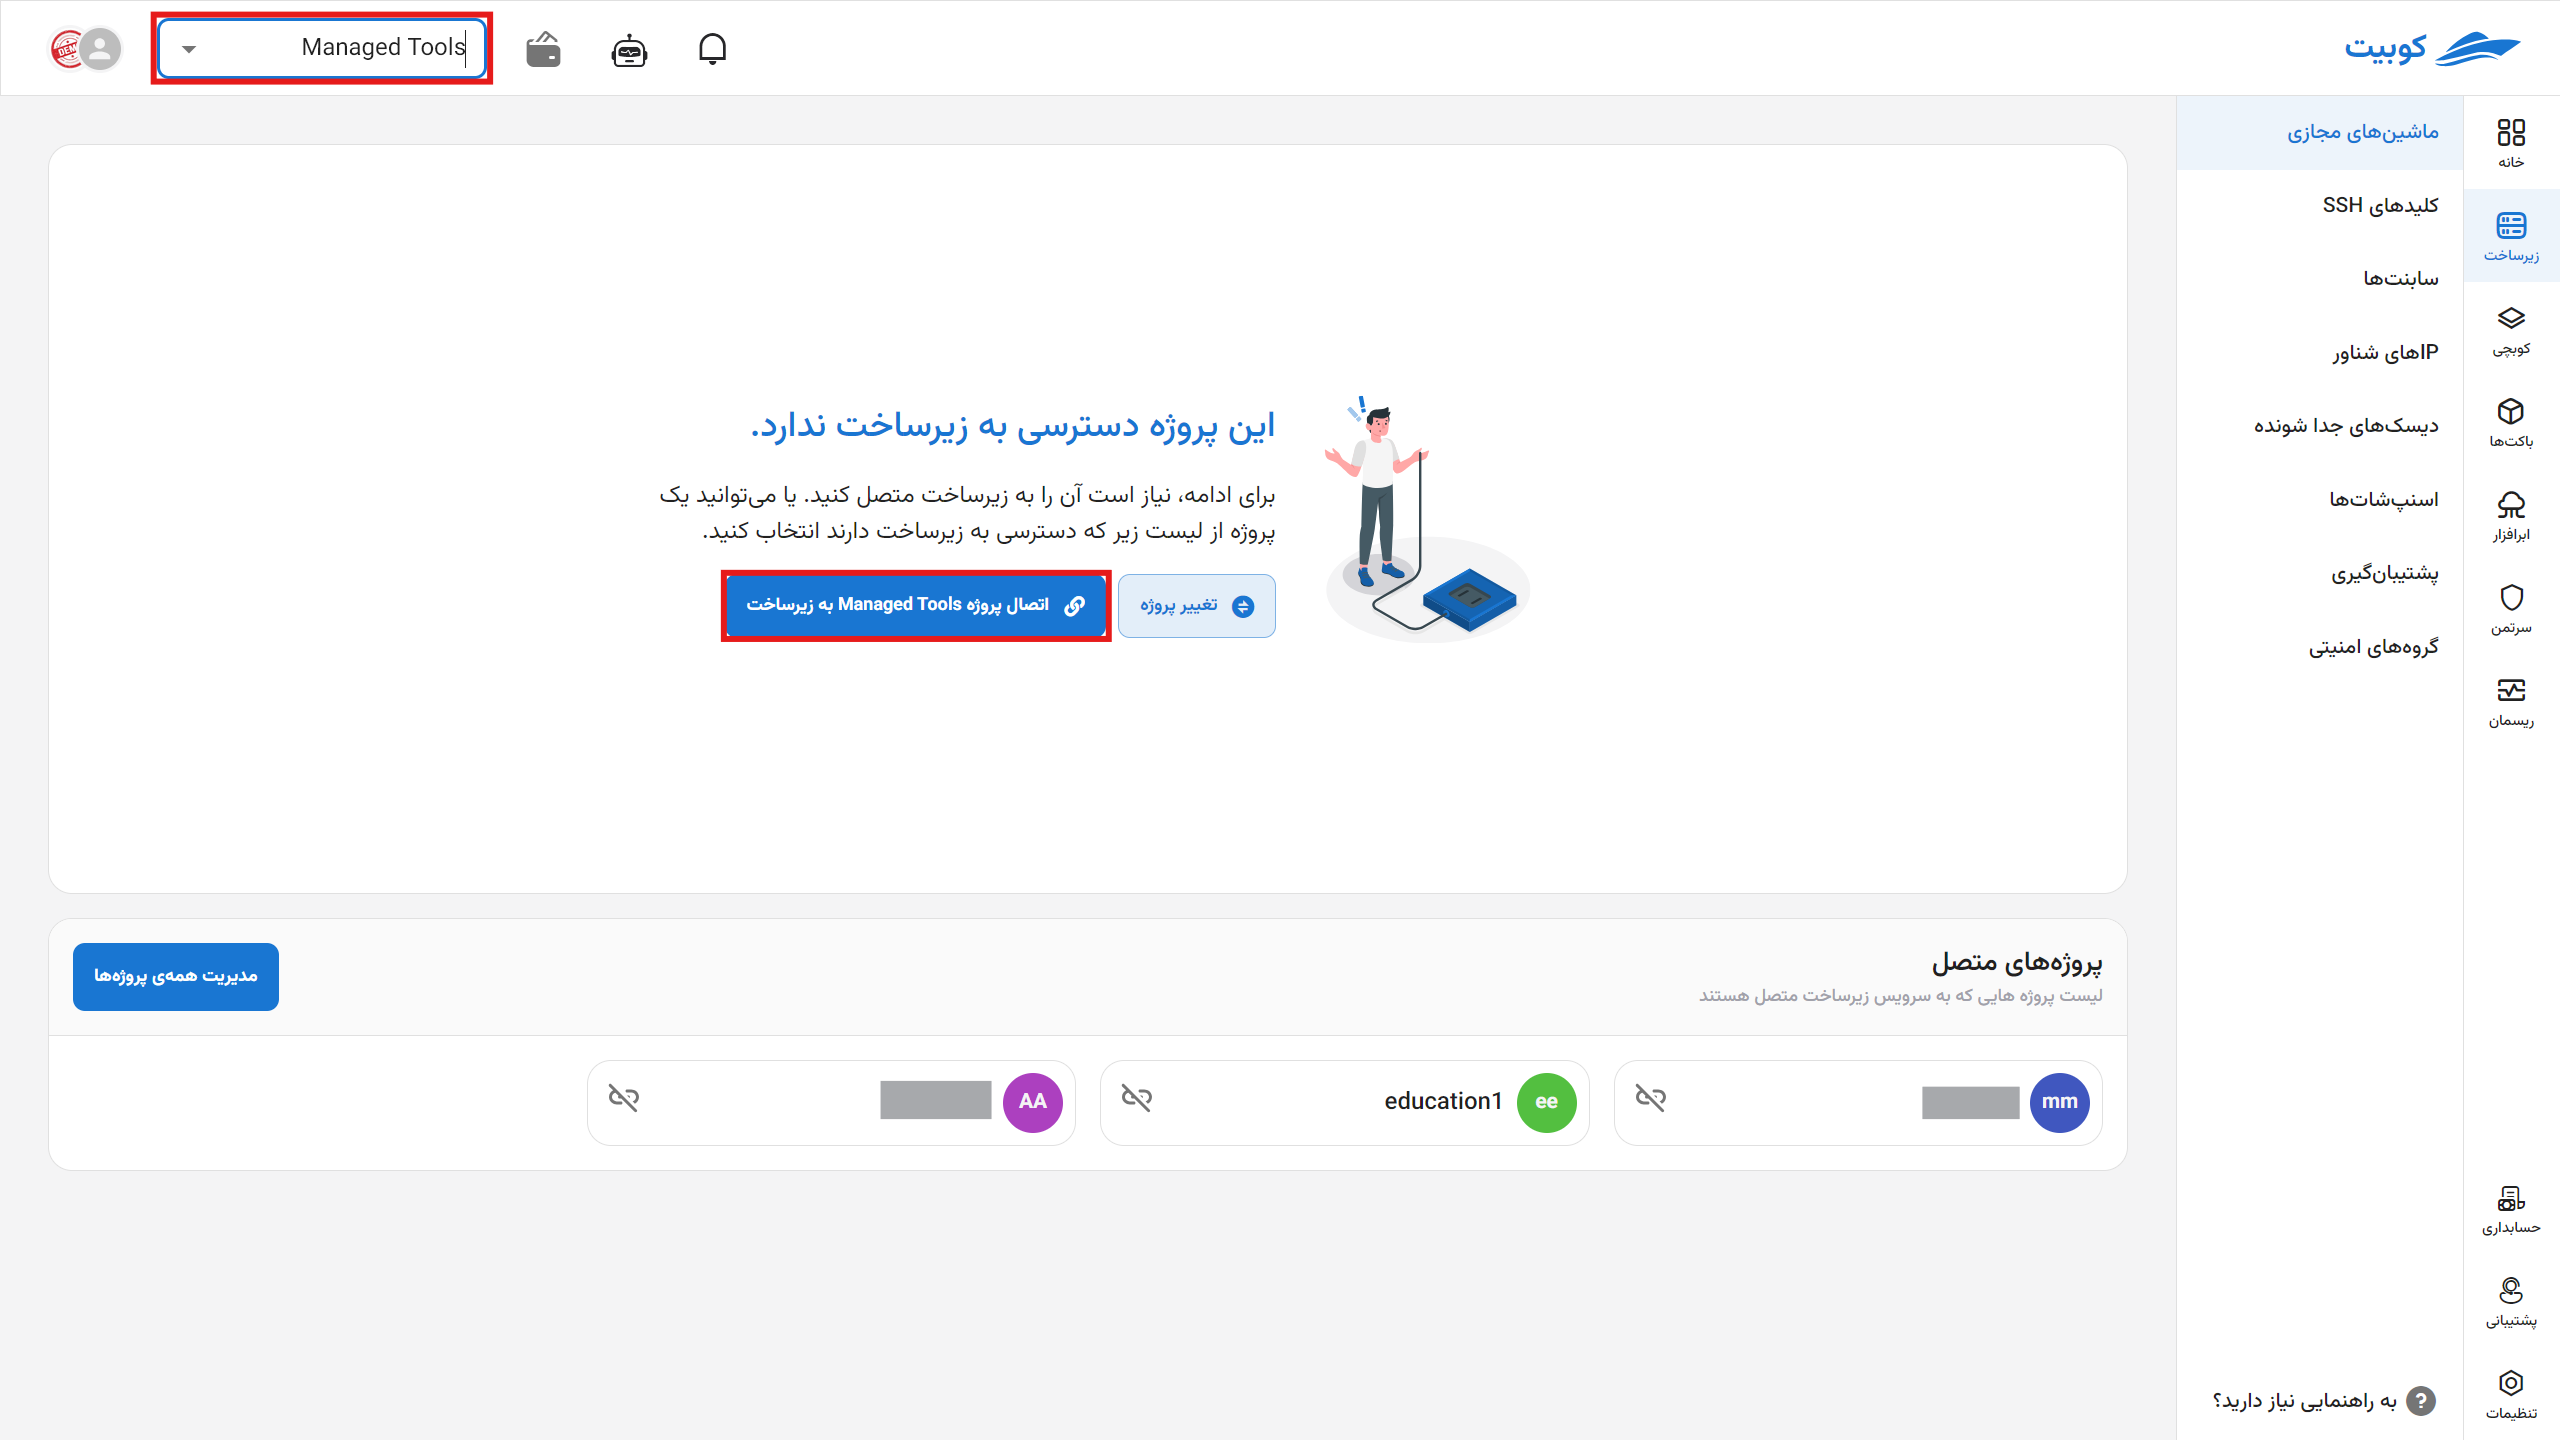 کوبیت
Managed Tools
خانه
زیرساخت
کوبچی
باکت‌ها
ابرافزار
سرتمن
ریسمان
حسابداری
پشتیبانی
تنظیمات
ماشین‌های مجازی
کلیدهای SSH
سابنت‌ها
IPهای شناور
دیسک‌های جدا شونده
اسنپ‌شات‌ها
پشتیبان‌گیری
گروه‌های امنیتی
به راهنمایی نیاز دارید؟
این پروژه دسترسی به زیرساخت ندارد.
برای ادامه، نیاز است آن را به زیرساخت متصل کنید. یا می‌توانید یک
پروژه از لیست زیر که دسترسی به زیرساخت دارند انتخاب کنید.
تغییر پروژه
اتصال پروژه Managed Tools به زیرساخت
پروژه‌های متصل
لیست پروژه هایی که به سرویس زیرساخت متصل هستند
مدیریت همه‌ی پروژه‌ها
mm
ee
education1
AA